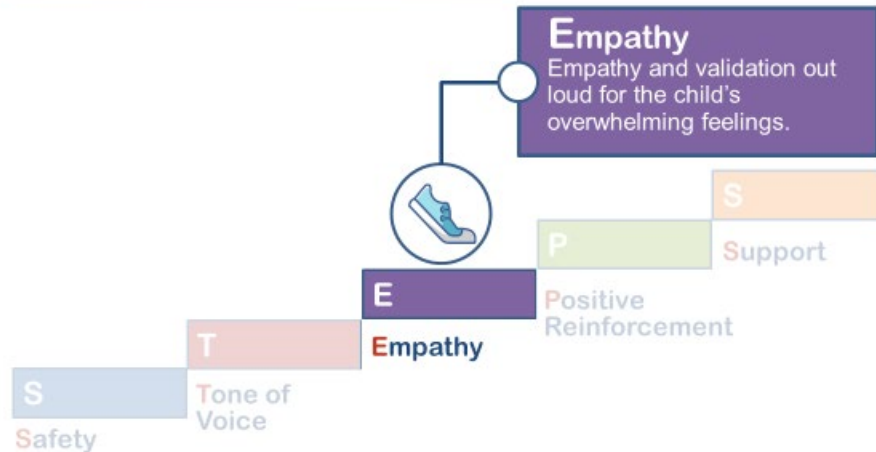 Empathy
Empathy and validation out
loud for the child's
overwhelming feelings.
S
P
Support
E
Positive
Reinforcement
T
Empathy
S
Tone of
Voice
Safety